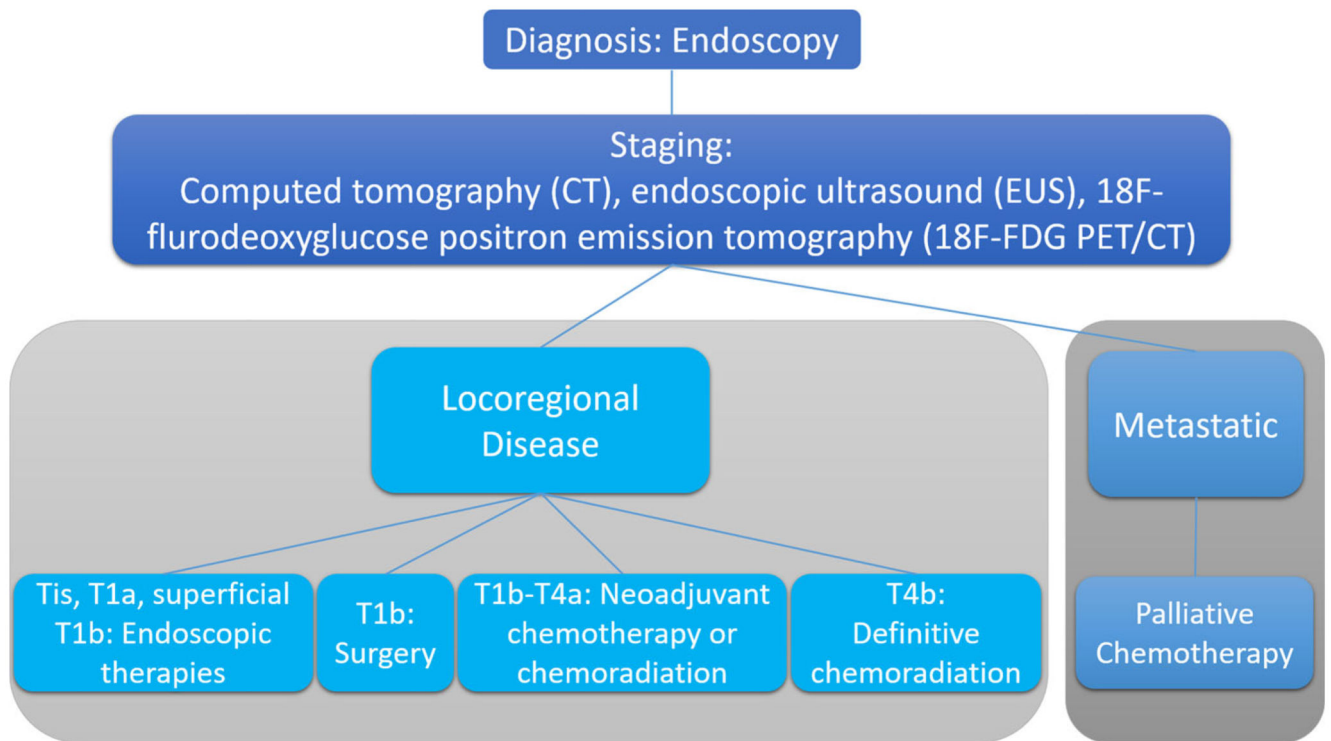 Diagnosis: Endoscopy
Staging:
Computed tomography (CT), endoscopic ultrasound (EUS), 18F-
flurodeoxyglucose positron emission tomography (18F-FDG PET/CT)
Locoregional
Disease
Metastatic
Tis, T1a, superficial
T1b: Endoscopic
therapies
T1b:
Surgery
T1b-T4a: Neoadjuvant
chemotherapy or
chemoradiation
T4b:
Definitive
chemoradiation
Palliative
Chemotherapy